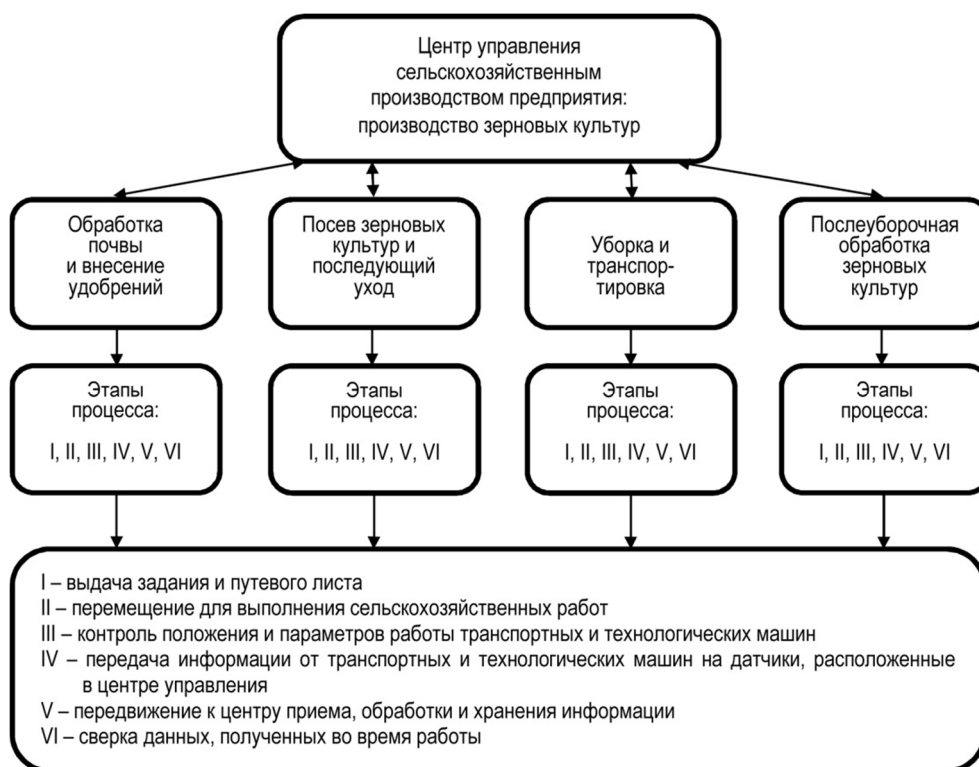 Центр управления
сельскохозяйственным
производством предприятия:
производство зерновых культур
Обработка
почвы
и внесение
удобрений
Посев зерновых
культур и
последующий
уход
Уборка и
транспор-
тировка
Послеуборочная
обработка
зерновых
культур
Этапы
процесса:
I, II, III, IV, V, VI
Этапы
процесса:
I, II, III, IV, V, VI
Этапы
процесса:
I, II, III, IV, V, VI
Этапы
процесса:
I, II, III, IV, V, VI
I – выдача задания и путевого листа
II – перемещение для выполнения сельскохозяйственных работ
III – контроль положения и параметров работы транспортных и технологических машин
IV – передача информации от транспортных и технологических машин на датчики, расположенные
в центре управления
V – передвижение к центру приема, обработки и хранения информации
VI – сверка данных, полученных во время работы